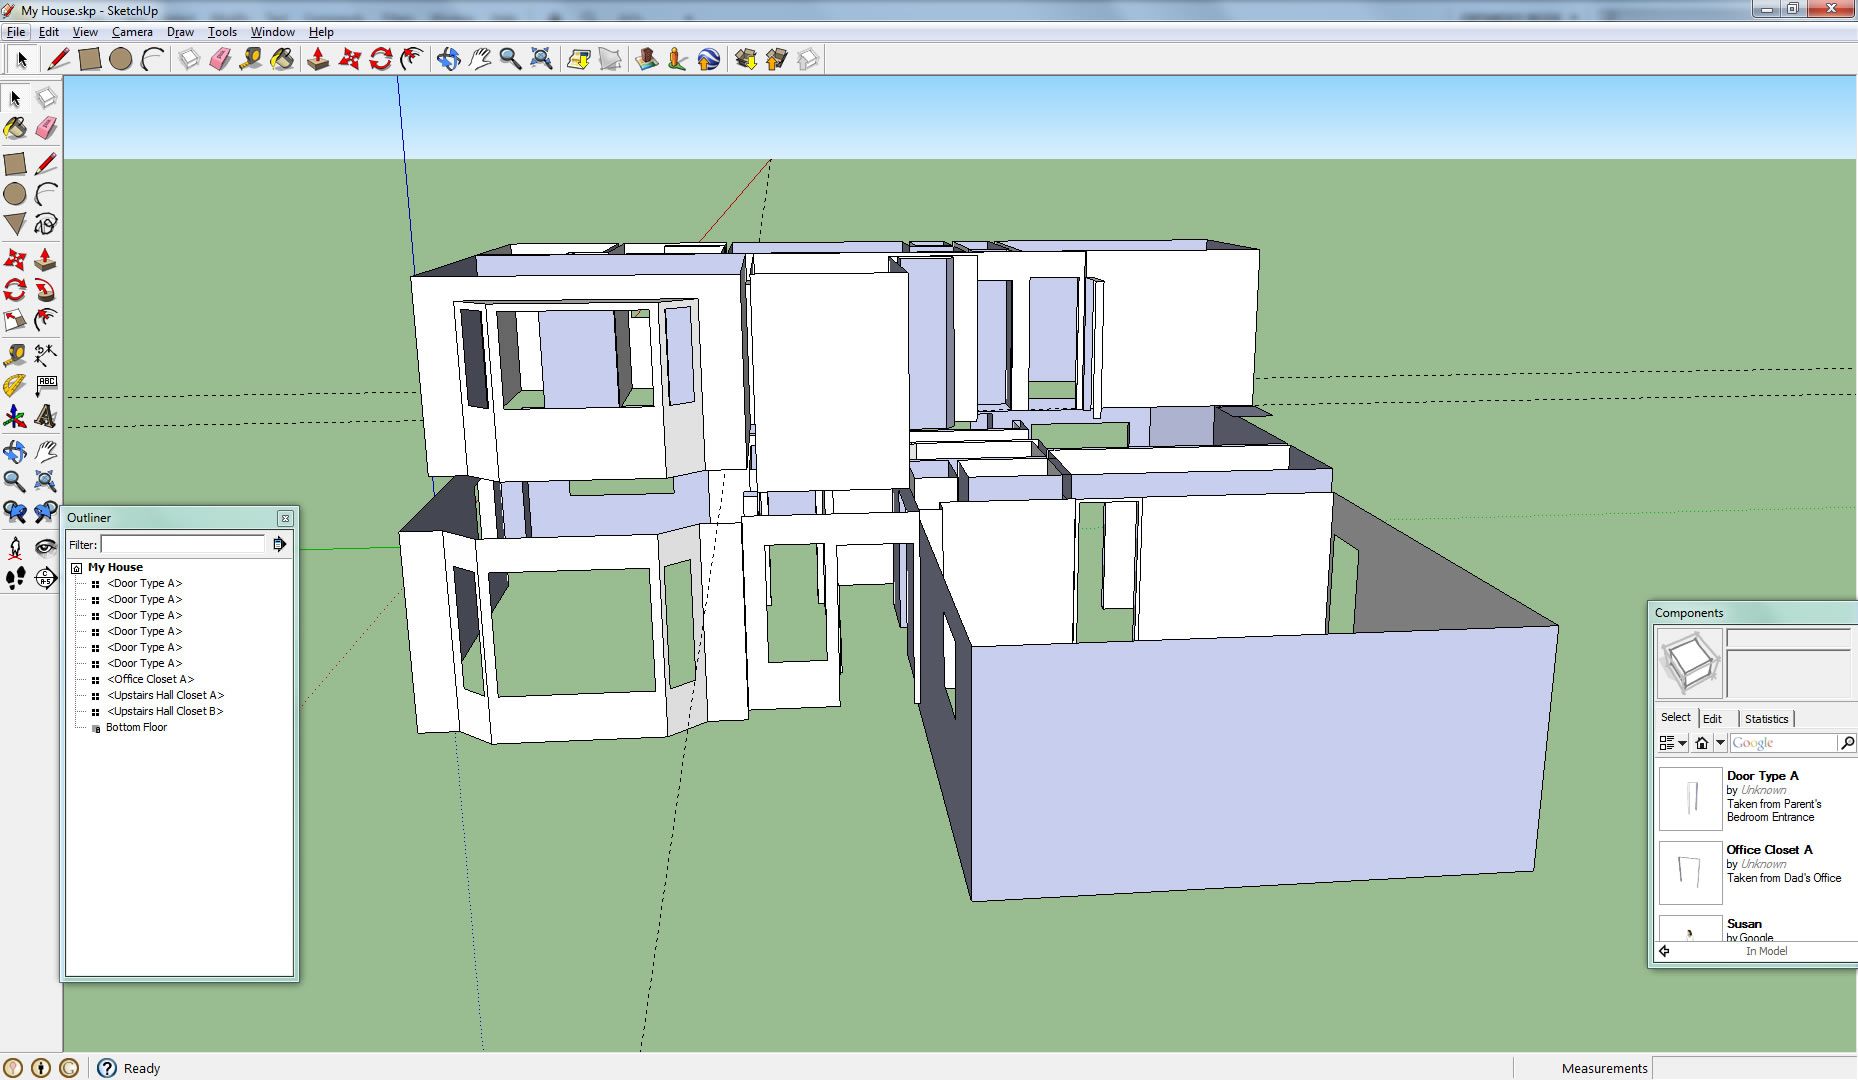 My House.skp - SketchUp
File Edit View Camera Draw Tools Window Help
ABC
Outliner
Filter:
My House
<Door Type A>
<Door Type A>
<Door Type A>
<Door Type A>
<Door Type A>
<Door Type A>
<Office Closet A>
<Upstairs Hall Closet A>
<Upstairs Hall Closet B>
Bottom Floor
Components
Select Edit Statistics
Google
Door Type A
by Unknown
Taken from Parent's
Bedroom Entrance
Office Closet A
by Unknown
Taken from Dad's Office
Susan
by Google
In Model
Ready
Measurements